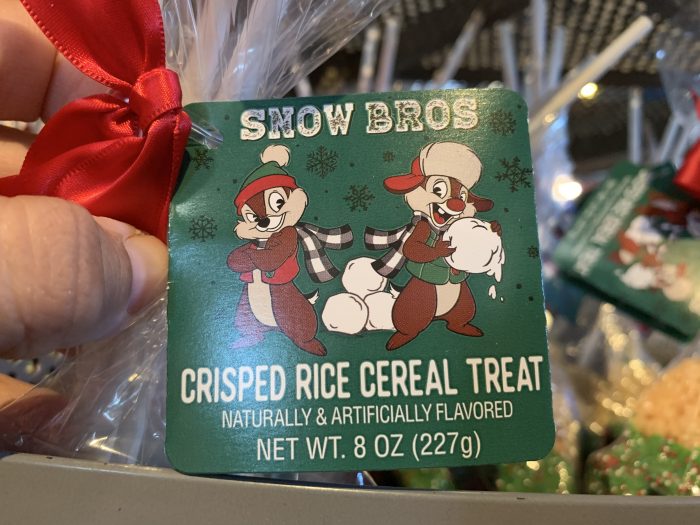 SNOW BROS
CRISPED RICE CEREAL TREAT
NATURALLY & ARTIFICIALLY FLAVORED
NET WT. 8 OZ (227g)